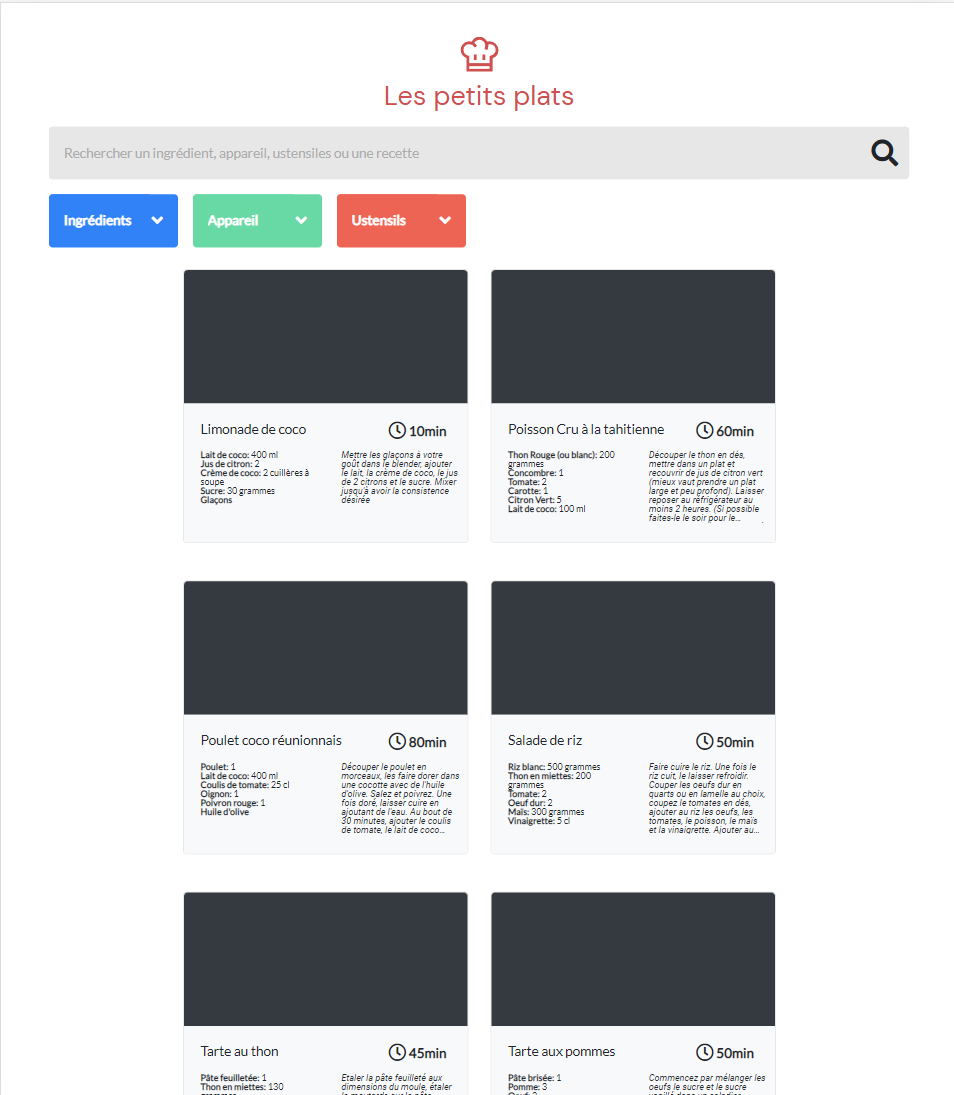 Les petits plats
Rechercher un ingrédient, appareil, ustensiles ou une recette
Ingrédients
Appareil
Ustensils
Limonade de coco
10min
Lait de coco: 400 ml
Jus de citron: 2
Crème de coco: 2 cuillères à
soupe
Sucre: 30 grammes
Glaçons
Mettre les glaçons à votre
goût dans le blender, ajouter
le lait, la crème de coco, le jus
de 2 citrons et le sucre. Mixer
jusqu'à avoir la consistence
désirée
Poisson Cru à la tahitienne
60min
Thon Rouge (ou blanc): 200
grammes
Concombre: 1
Tomate: 2
Carotte: 1
Citron Vert: 5
Lait de coco: 100 ml
Découper le thon en dés,
mettre dans un plat et
recouvrir de jus de citron vert
(mieux vaut prendre un plat
large et peu profond). Laisser
reposer au réfrigérateur au
moins 2 heures. (Si possible
faites-le le soir pour le...
Poulet coco réunionnais
80min
Poulet: 1
Lait de coco: 400 ml
Coulis de tomate: 25 cl
Oignon: 1
Poivron rouge: 1
Huile d'olive
Découper le poulet en
morceaux, les faire dorer dans
une cocotte avec de l'huile
d'olive. Salez et poivrez. Une
fois doré, laisser cuire en
ajoutant de l'eau. Au bout de
30 minutes, ajouter le coulis
de tomate, le lait de coco...
Salade de riz
50min
Riz blanc: 500 grammes
Thon en miettes: 200
grammes
Tomate: 2
Oeuf dur: 2
Maïs: 300 grammes
Vinaigrette: 5 cl
Faire cuire le riz. Une fois le
riz cuit, le laisser refroidir.
Couper les oeufs dur en
quarts ou en lamelle au choix,
coupez le tomates en dés,
ajouter au riz les oeufs, les
tomates, le poisson, le maïs
et la vinaigrette. Ajouter au...
Tarte au thon
45min
Pâte feuilletée: 1
Thon en miettes: 130
Etaler la pâte feuilleté aux
dimensions du moule, étaler
Tarte aux pommes
50min
Pâte brisée: 1
Pomme: 3
Commencez par mélanger les
oeufs le sucre et le sucre